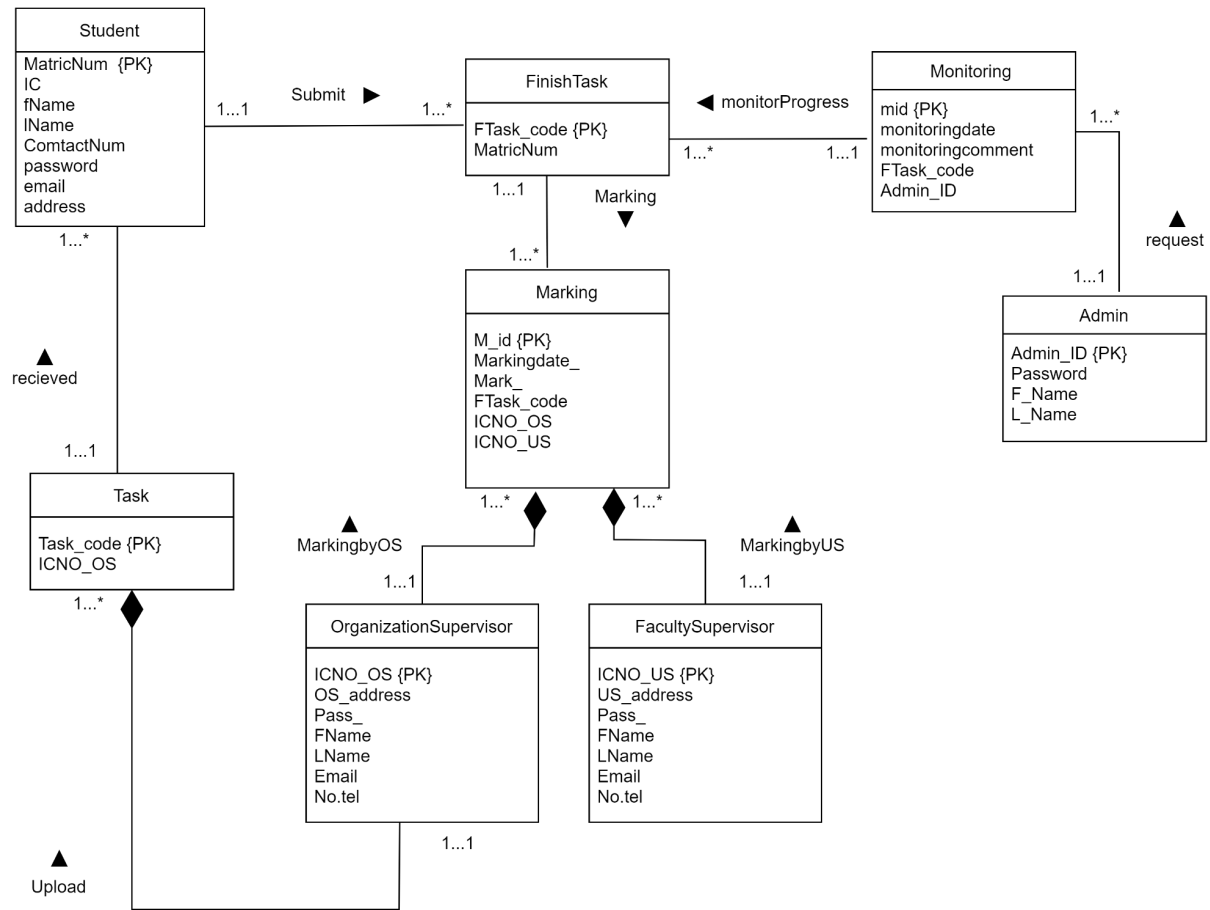 Student
MatricNum {PK}
IC
fName
lName
ComtactNum
password
email
address
1...1
Submit
1...*
FinishTask
FTask_code {PK}
MatricNum
monitorProgress
1...*
1...1
Monitoring
mid {PK}
monitoringdate
monitoringcomment
FTask_code
Admin_ID
1...*
request
1...1
Admin
Admin_ID {PK}
Password
F_Name
L_Name
1...1
Marking
1...*
Marking
M_id {PK}
Markingdate_
Mark_
FTask_code
ICNO_OS
ICNO_US
1...*
recieved
1...1
Task
Task_code {PK}
ICNO_OS
1...*
1...*
1...*
MarkingbyOS
MarkingbyUS
1...1
1...1
OrganizationSupervisor
ICNO_OS {PK}
OS_address
Pass_
FName
LName
Email
No.tel
FacultySupervisor
ICNO_US {PK}
US_address
Pass_
FName
LName
Email
No.tel
1...1
Upload